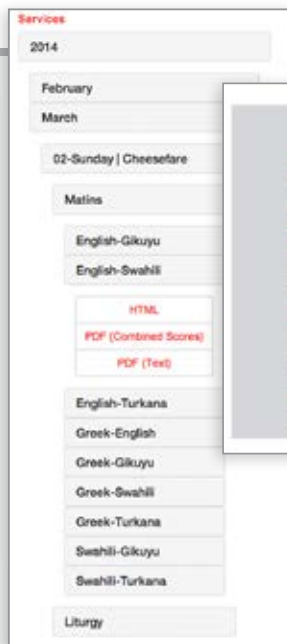 Services
2014
February
March
02-Sunday | Cheesefare
Matins
English-Gikuyu
English-Swahili
HTML
PDF (Combined Scores)
PDF (Text)
English-Turkana
Greek-English
Greek-Gikuyu
Greek-Swahili
Greek-Turkana
Swahili-Gikuyu
Swahili-Turkana
Liturgy